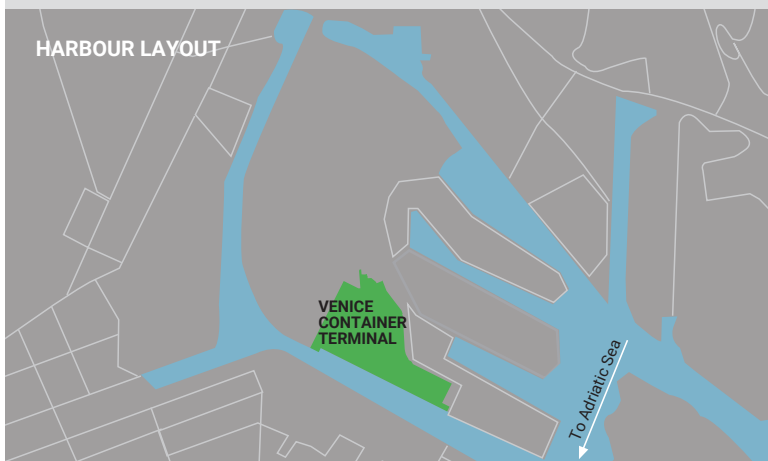 HARBOUR LAYOUT
VENICE
CONTAINER
TERMINAL
To Adriatic Sea